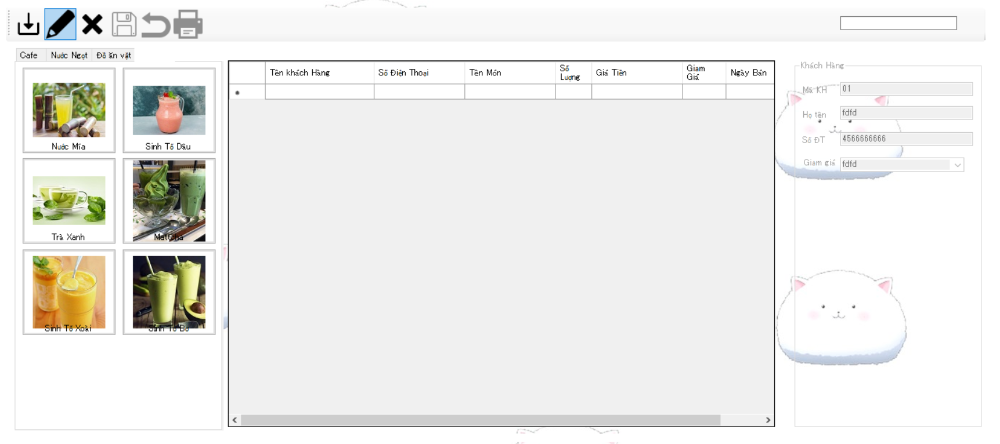 Cafe Nước Ngọt Đồ ăn vặt
Nước Mía
Sinh Tố Dâu
Trà Xanh
Mattcha
Sinh Tố Xoài
Sinh Tố Bơ
Tên khách Hàng Số Điện Thoại Tên Món Số Lượng Giá Tiền Giam Giá Ngày Bán
Khách Hàng
Mã KH 01
Họ tên fdfd
Số ĐT 4566666666
Giam giá fdfd